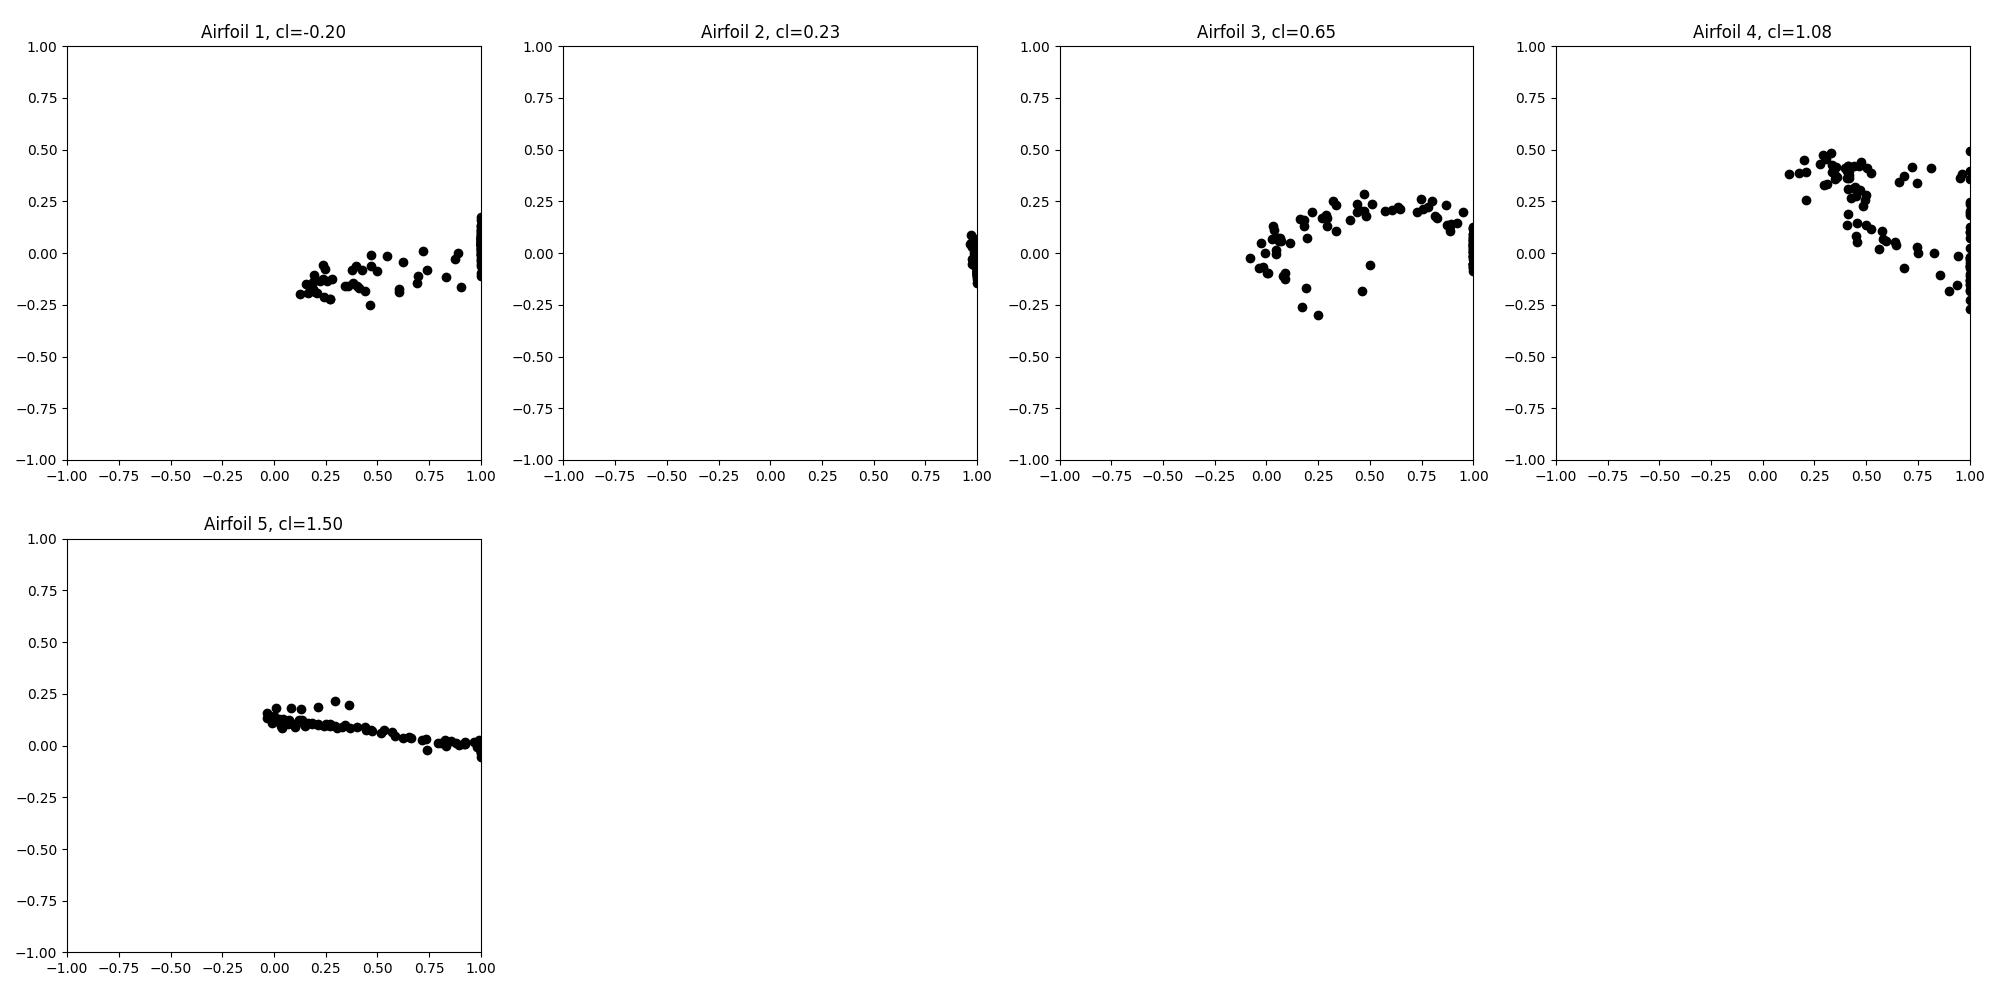 Airfoil 1, cl=-0.20
Airfoil 2, cl=0.23
Airfoil 3, cl=0.65
Airfoil 4, cl=1.08
1.00 1.00 1.00 1.00
0.75 0.75 0.75 0.75
0.50 0.50 0.50 0.50
0.25 0.25 0.25 0.25
0.00 0.00 0.00 0.00
−0.25 −0.25 −0.25 −0.25
−0.50 −0.50 −0.50 −0.50
−0.75 −0.75 −0.75 −0.75
−1.00 −1.00 −1.00 −1.00
−1.00 −0.75 −0.50 −0.25 0.00 0.25 0.50 0.75 1.00
−1.00 −0.75 −0.50 −0.25 0.00 0.25 0.50 0.75 1.00
−1.00 −0.75 −0.50 −0.25 0.00 0.25 0.50 0.75 1.00
−1.00 −0.75 −0.50 −0.25 0.00 0.25 0.50 0.75 1.00
Airfoil 5, cl=1.50
1.00
0.75
0.50
0.25
0.00
−0.25
−0.50
−0.75
−1.00
−1.00 −0.75 −0.50 −0.25 0.00 0.25 0.50 0.75 1.00